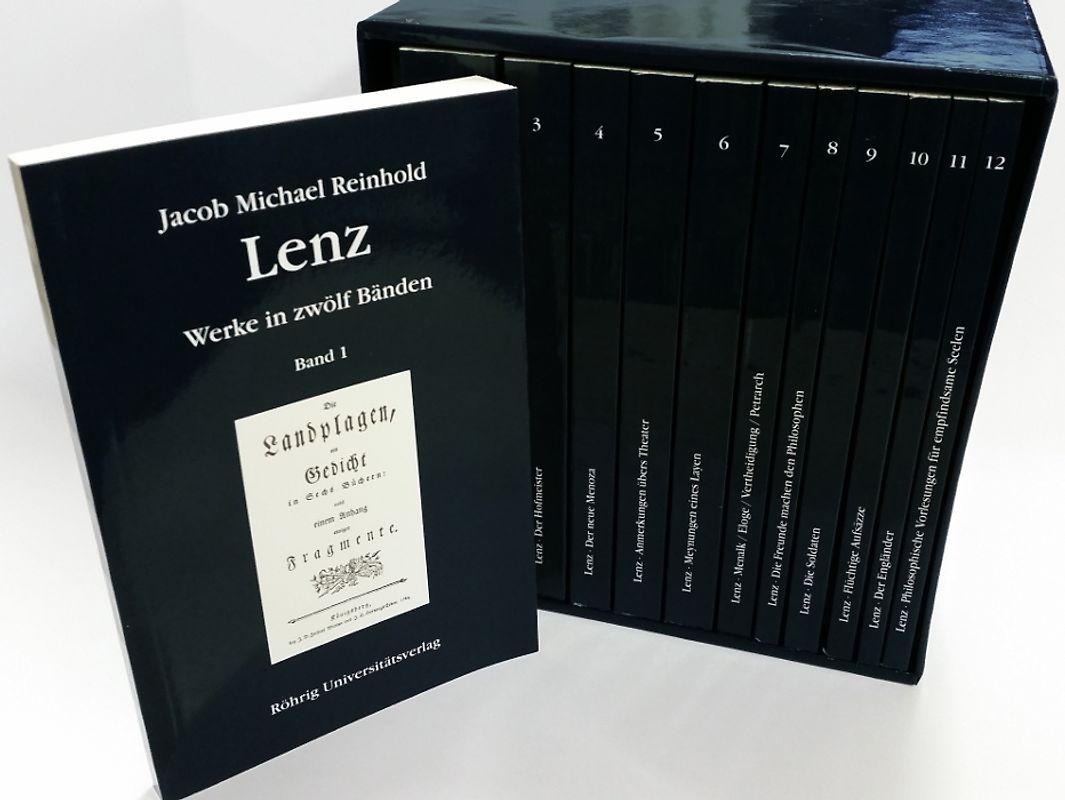 Jacob Michael Reinhold
Lenz
Werke in zwölf Bänden
Band 1
Die
Landplagen,
ein
Gedicht
in Sechs Büchern:
nebst
einem Anhang
einiger
Fragmente.
Königsberg,
Röhrig Universitätsverlag
3
Lenz · Der Hofmeister
4
Lenz · Der neue Menoza
5
Lenz · Anmerkungen übers Theater
6
Lenz · Meynungen eines Layen
7
Lenz · Menalk / Eloge / Vertheidigung / Petrarch
8
Lenz · Die Freunde machen den Philosophen
9
Lenz · Die Soldaten
10
Lenz · Flüchtige Aufsäzze
11
Lenz · Der Engländer
12
Lenz · Philosophische Vorlesungen für empfindsame Seelen